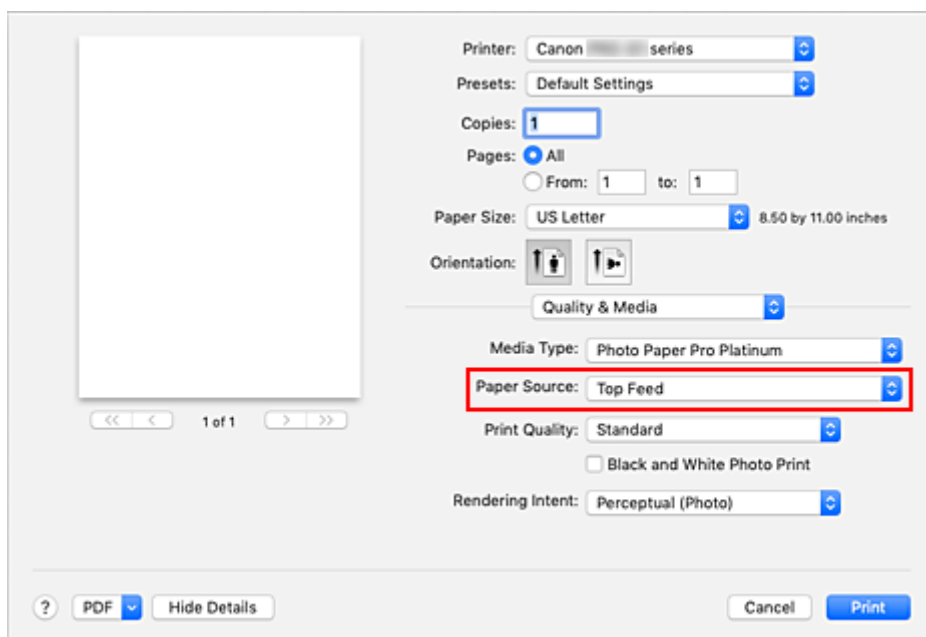 Printer: Canon series
Presets: Default Settings
Copies: 1
Pages: All
From: 1 to: 1
Paper Size: US Letter 8.50 by 11.00 inches
Orientation:
Quality & Media
Media Type: Photo Paper Pro Platinum
Paper Source: Top Feed
<< < 1 of 1 > >>
Print Quality: Standard
Black and White Photo Print
Rendering Intent: Perceptual (Photo)
? PDF Hide Details Cancel Print